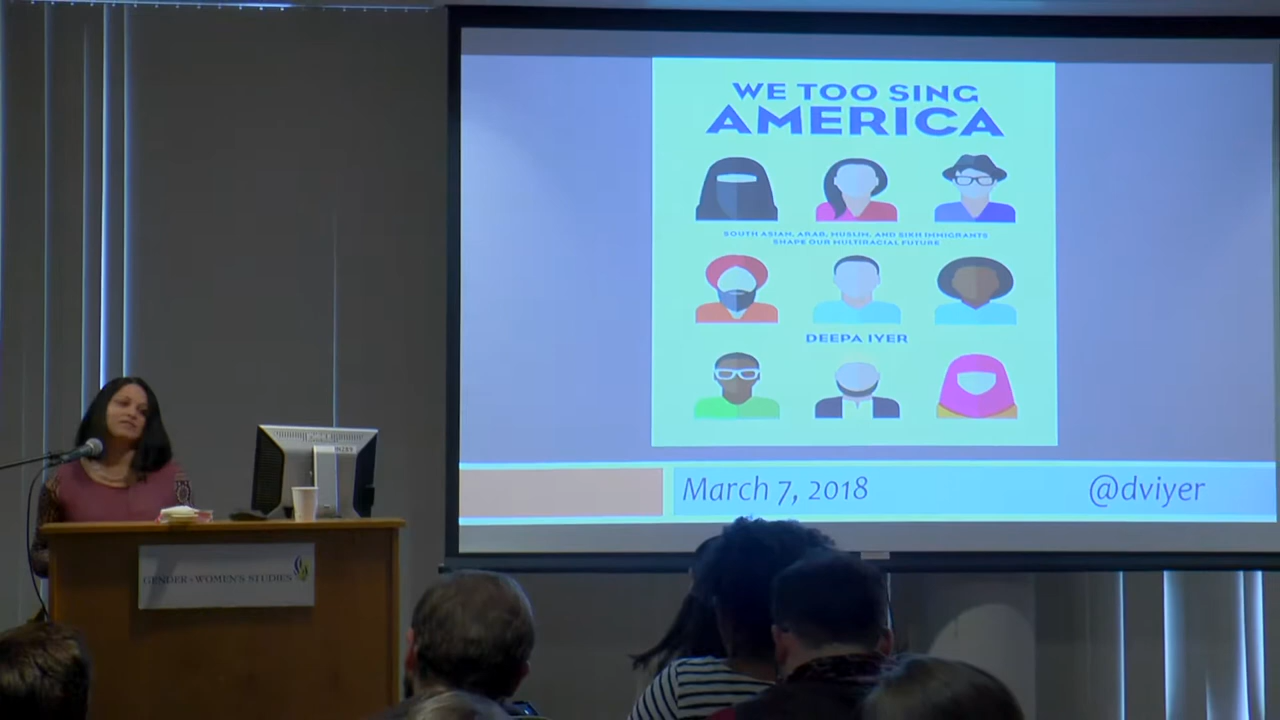 WE TOO SING
AMERICA
SOUTH ASIAN, ARAB, MUSLIM, AND SIKH IMMIGRANTS
SHAPE OUR MULTIRACIAL FUTURE
DEEPA IYER
March 7, 2018
@dviyer
GENDER & WOMEN'S STUDIES